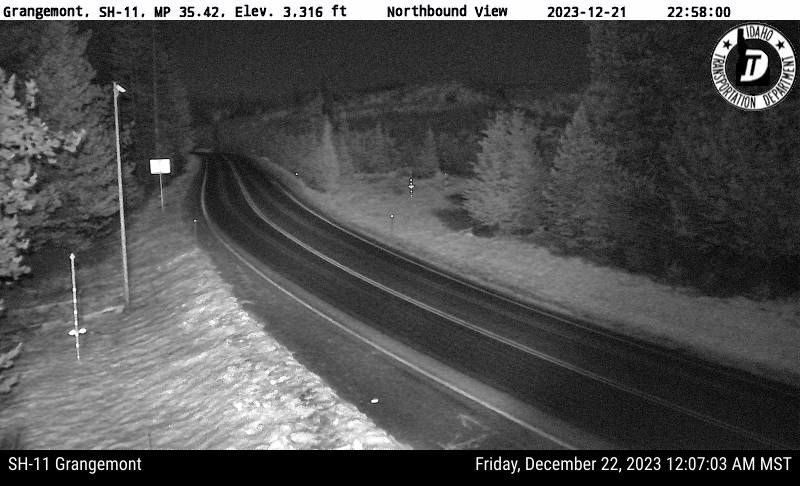 Grangemont, SH-11, MP 35.42, Elev. 3,316 ft Northbound View 2023-12-21 22:58:00
IDAHO
TRANSPORTATION DEPARTMENT
SH-11 Grangemont Friday, December 22, 2023 12:07:03 AM MST